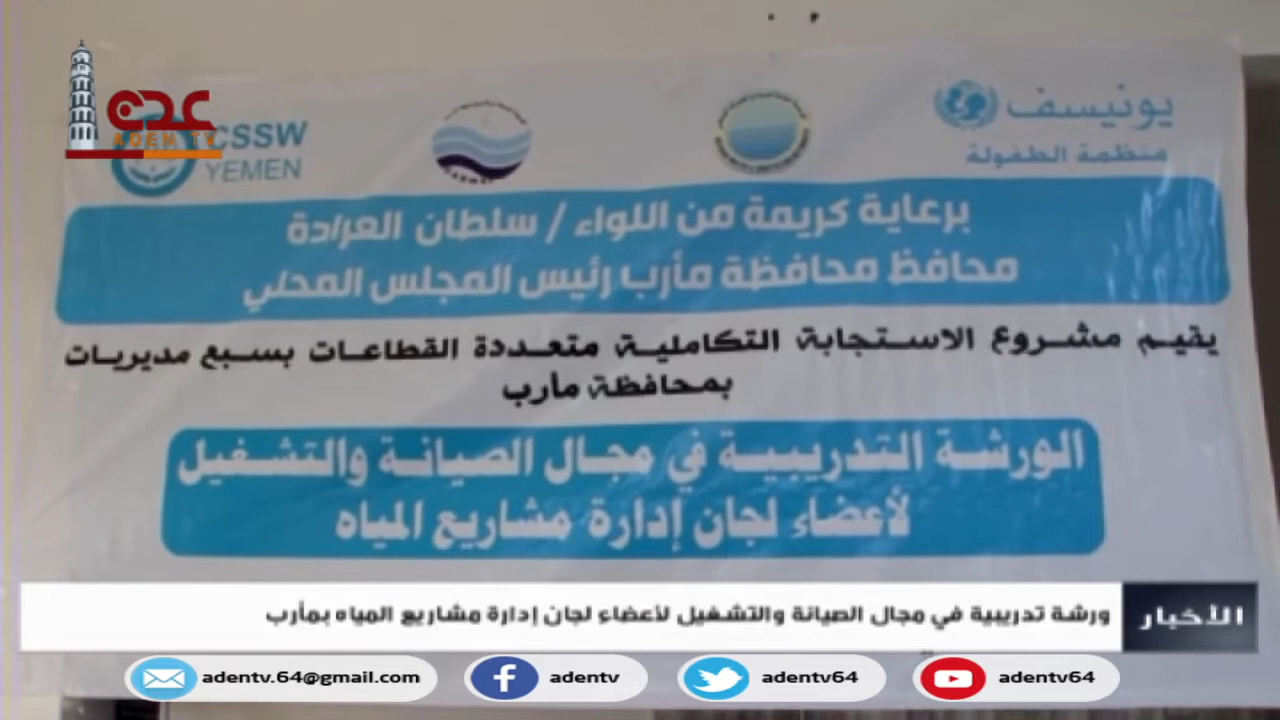 عدن
ADEN TV
CSSW
YEMEN
يونيسف
منظمة الطفولة
برعاية كريمة من اللواء / سلطان العرادة
محافظ محافظة مأرب رئيس المجلس المحلي
يقيم مشروع الاستجابة التكاملية متعددة القطاعات بسبع مديريات
بمحافظة مأرب
الورشة التدريبية في مجال الصيانة والتشغيل
لأعضاء لجان إدارة مشاريع المياه
الأخبار
ورشة تدريبية في مجال الصيانة والتشغيل لأعضاء لجان إدارة مشاريع المياه بمأرب
adentv.64@gmail.com
adentv
adentv64
adentv64